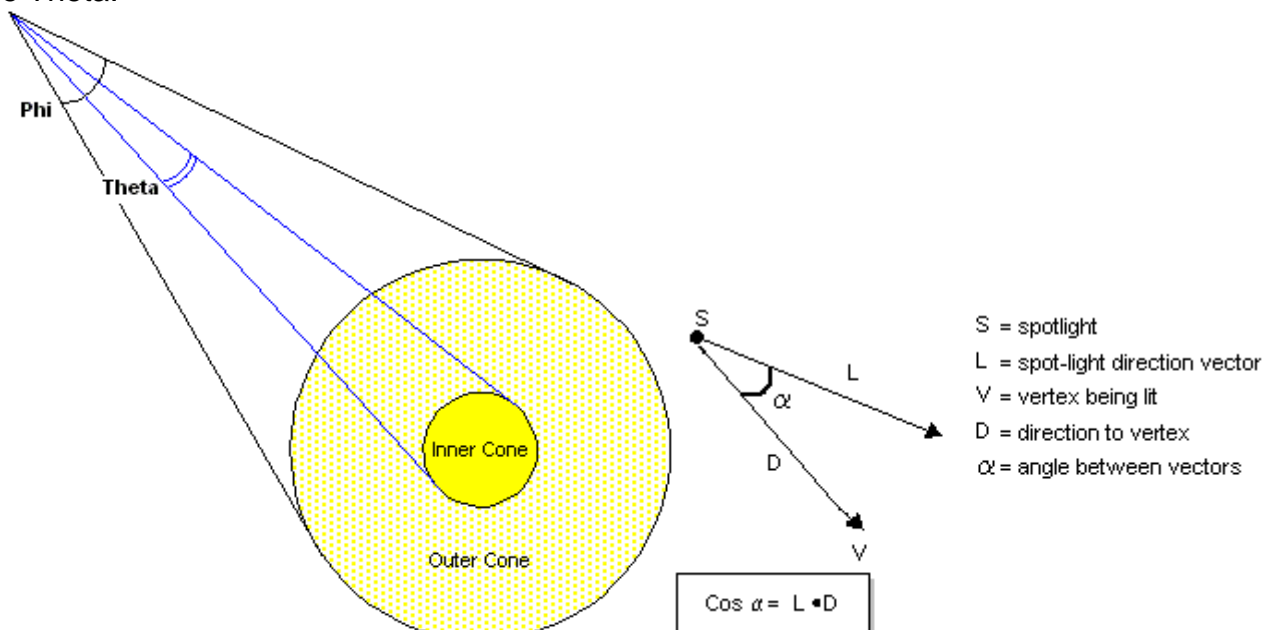 Theta.
Phi
Theta
Inner Cone
Outer Cone
S
L
α
D
V
S = spotlight
L = spot-light direction vector
V = vertex being lit
D = direction to vertex
α = angle between vectors
Cos α = L • D